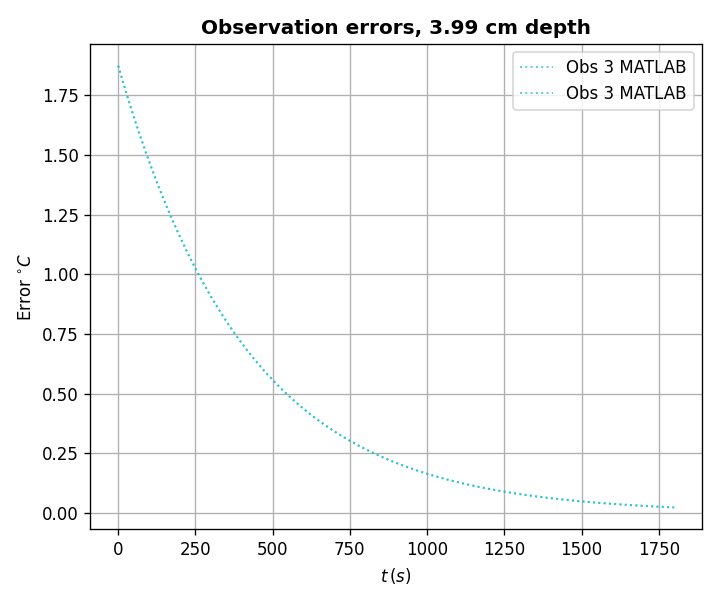 Observation errors, 3.99 cm depth
Obs 3 MATLAB
Obs 3 MATLAB
Error °C
1.75
1.50
1.25
1.00
0.75
0.50
0.25
0.00
0 250 500 750 1000 1250 1500 1750
t (s)